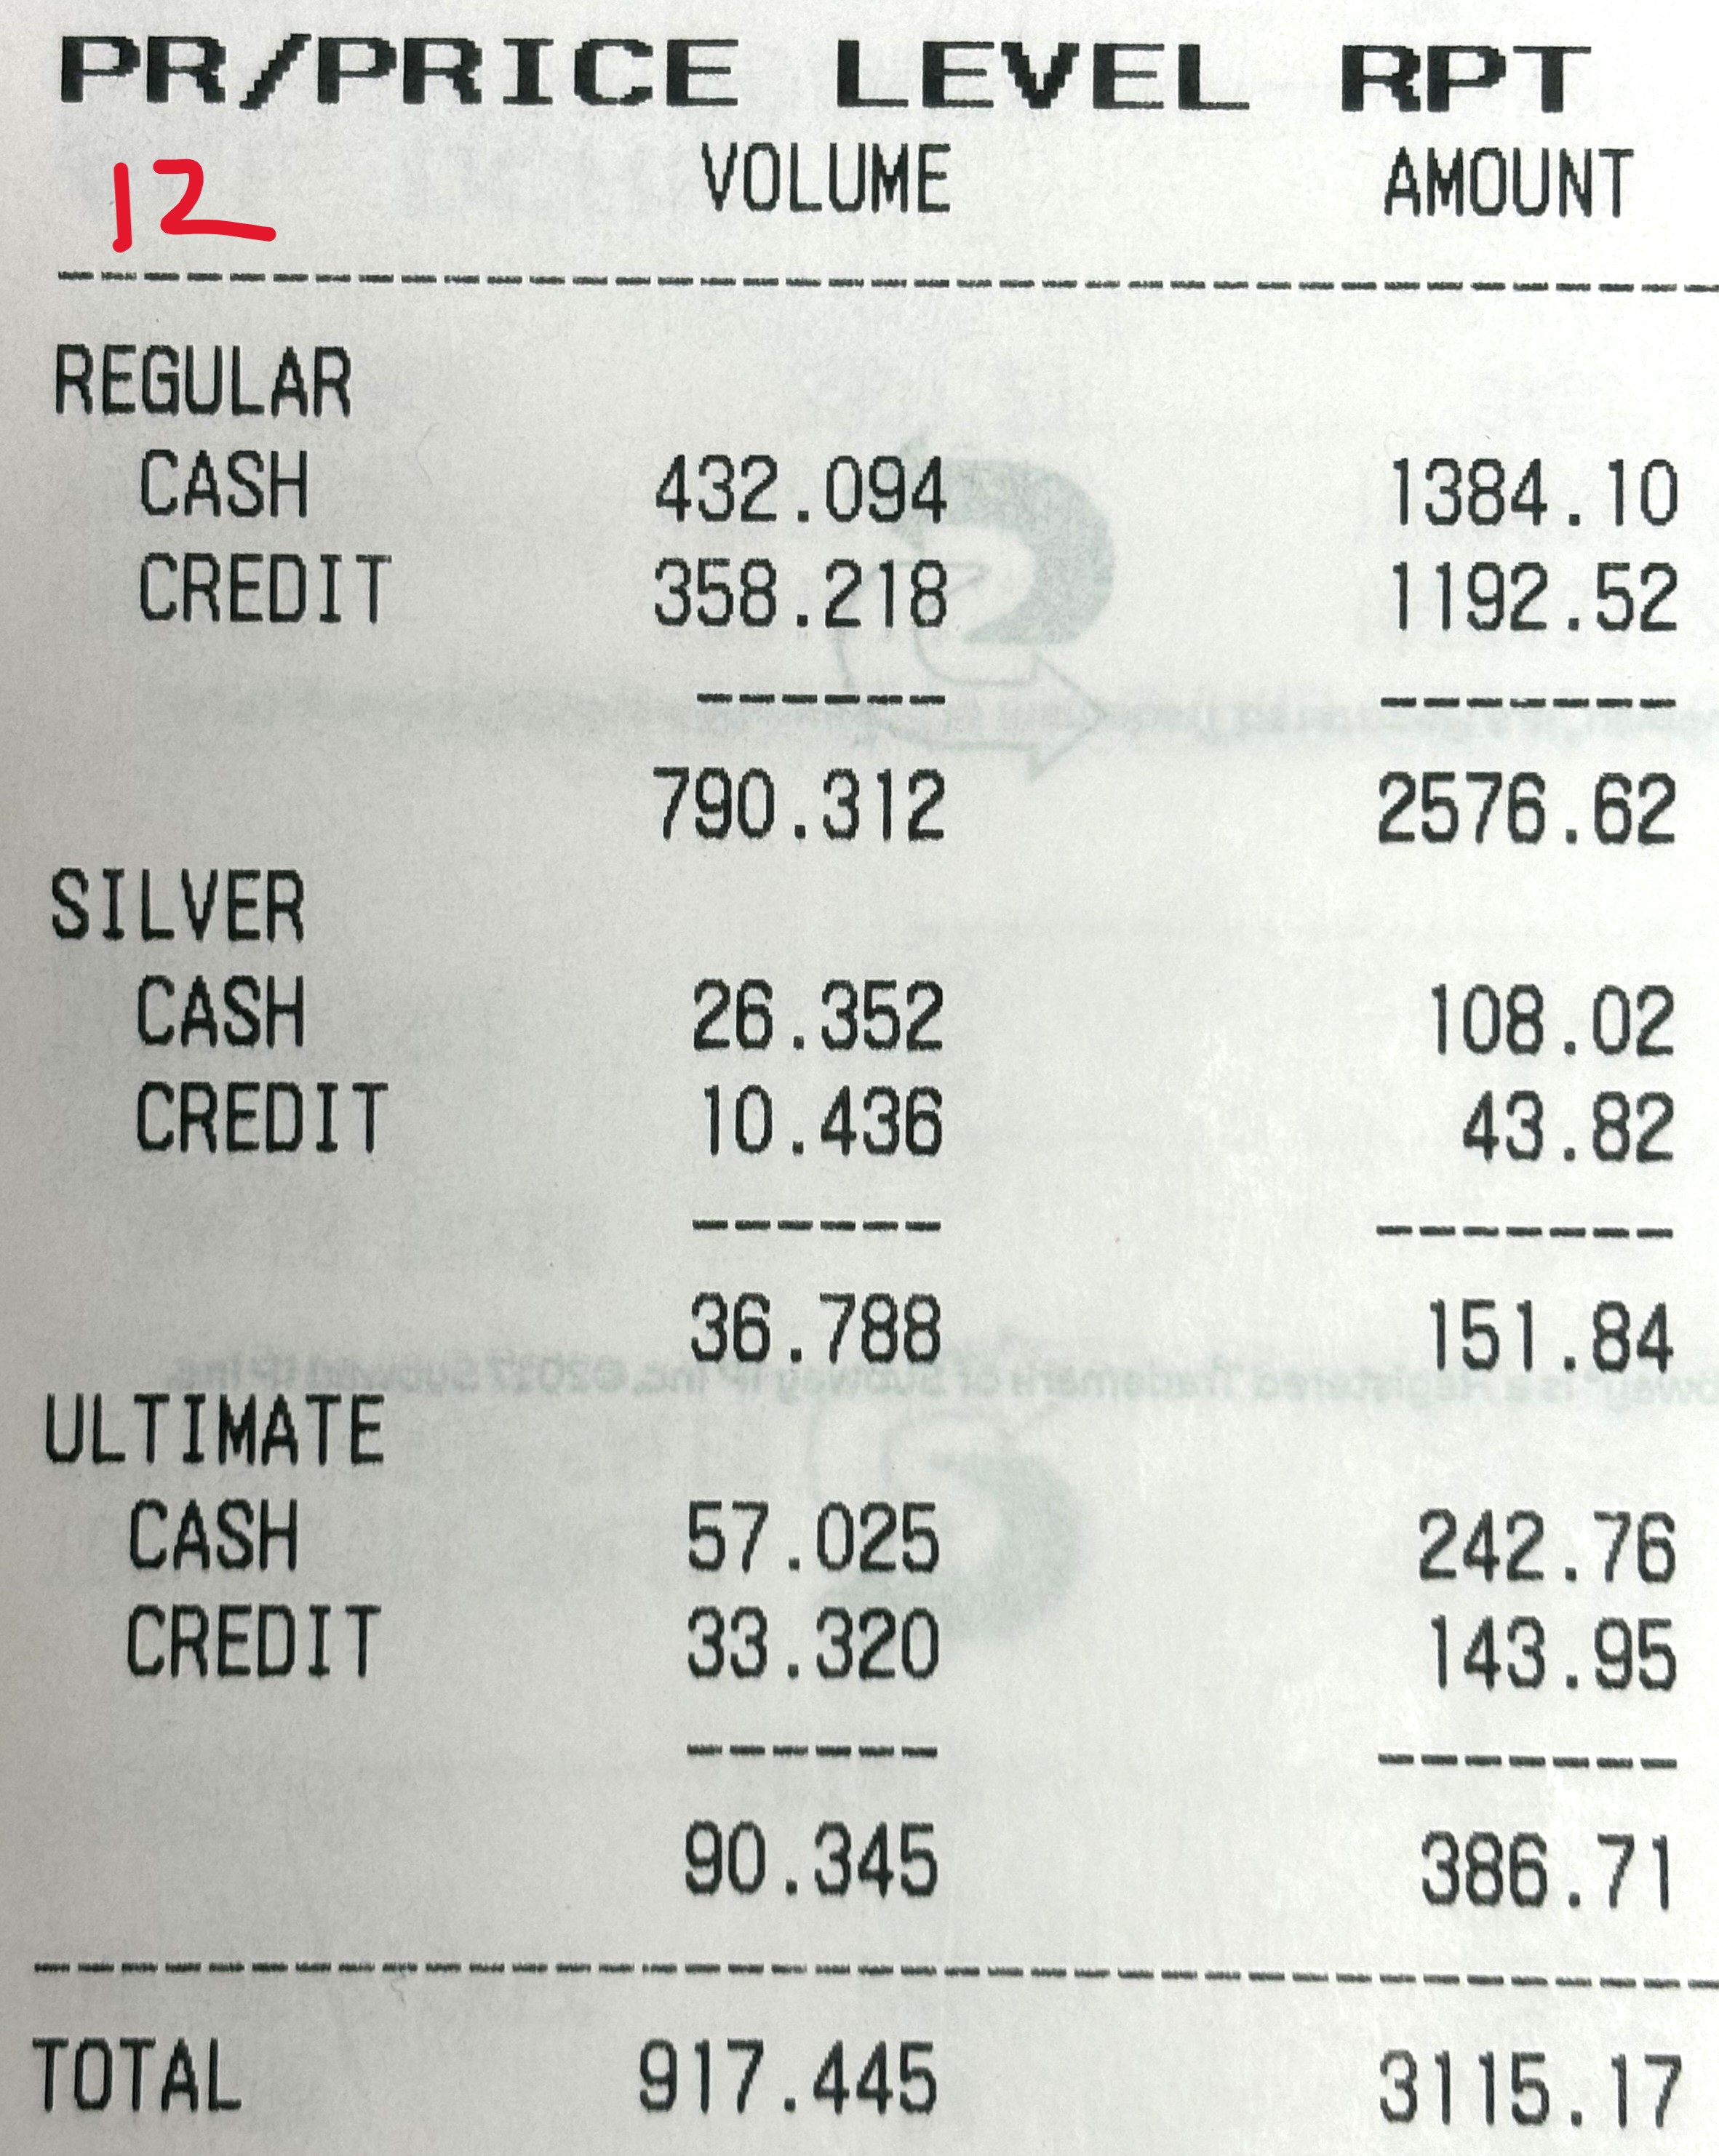 PR/PRICE LEVEL RPT
12 VOLUME AMOUNT
REGULAR
CASH 432.094 1384.10
CREDIT 358.218 1192.52
790.312 2576.62
SILVER
CASH 26.352 108.02
CREDIT 10.436 43.82
36.788 151.84
ULTIMATE
CASH 57.025 242.76
CREDIT 33.320 143.95
90.345 386.71
TOTAL 917.445 3115.17